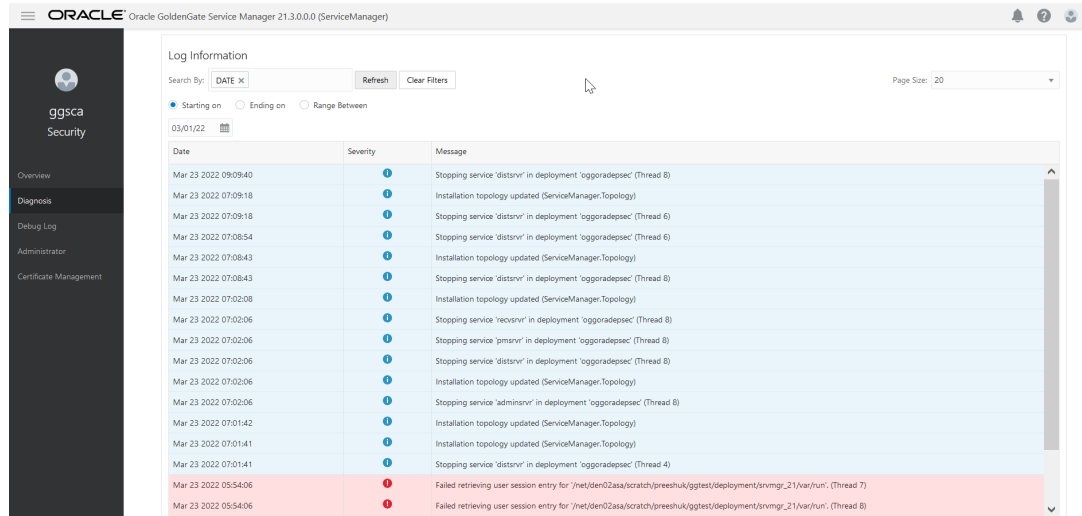 ORACLE® Oracle GoldenGate Service Manager 21.3.0.0.0 (ServiceManager)
ggsca
Security
Overview
Diagnosis
Debug Log
Administrator
Certificate Management
Log Information
Search By: DATE × Refresh Clear Filters Page Size: 20
Starting on Ending on Range Between
03/01/22
Date Severity Message
Mar 23 2022 09:09:40 Stopping service 'distsrvr' in deployment 'oggoradepsec' (Thread 8)
Mar 23 2022 07:09:18 Installation topology updated (ServiceManager.Topology)
Mar 23 2022 07:09:18 Stopping service 'distsrvr' in deployment 'oggoradepsec' (Thread 6)
Mar 23 2022 07:08:54 Stopping service 'distsrvr' in deployment 'oggoradepsec' (Thread 6)
Mar 23 2022 07:08:43 Installation topology updated (ServiceManager.Topology)
Mar 23 2022 07:08:43 Stopping service 'distsrvr' in deployment 'oggoradepsec' (Thread 8)
Mar 23 2022 07:02:08 Installation topology updated (ServiceManager.Topology)
Mar 23 2022 07:02:06 Stopping service 'recvsrvr' in deployment 'oggoradepsec' (Thread 8)
Mar 23 2022 07:02:06 Stopping service 'pmsrvr' in deployment 'oggoradepsec' (Thread 8)
Mar 23 2022 07:02:06 Stopping service 'distsrvr' in deployment 'oggoradepsec' (Thread 8)
Mar 23 2022 07:02:06 Installation topology updated (ServiceManager.Topology)
Mar 23 2022 07:02:06 Stopping service 'adminsrvr' in deployment 'oggoradepsec' (Thread 8)
Mar 23 2022 07:01:42 Installation topology updated (ServiceManager.Topology)
Mar 23 2022 07:01:41 Installation topology updated (ServiceManager.Topology)
Mar 23 2022 07:01:41 Stopping service 'distsrvr' in deployment 'oggoradepsec' (Thread 4)
Mar 23 2022 05:54:06 Failed retrieving user session entry for '/net/den02asa/scratch/preeshuk/ggtest/deployment/srvmgr_21/var/run'. (Thread 7)
Mar 23 2022 05:54:06 Failed retrieving user session entry for '/net/den02asa/scratch/preeshuk/ggtest/deployment/srvmgr_21/var/run'. (Thread 8)